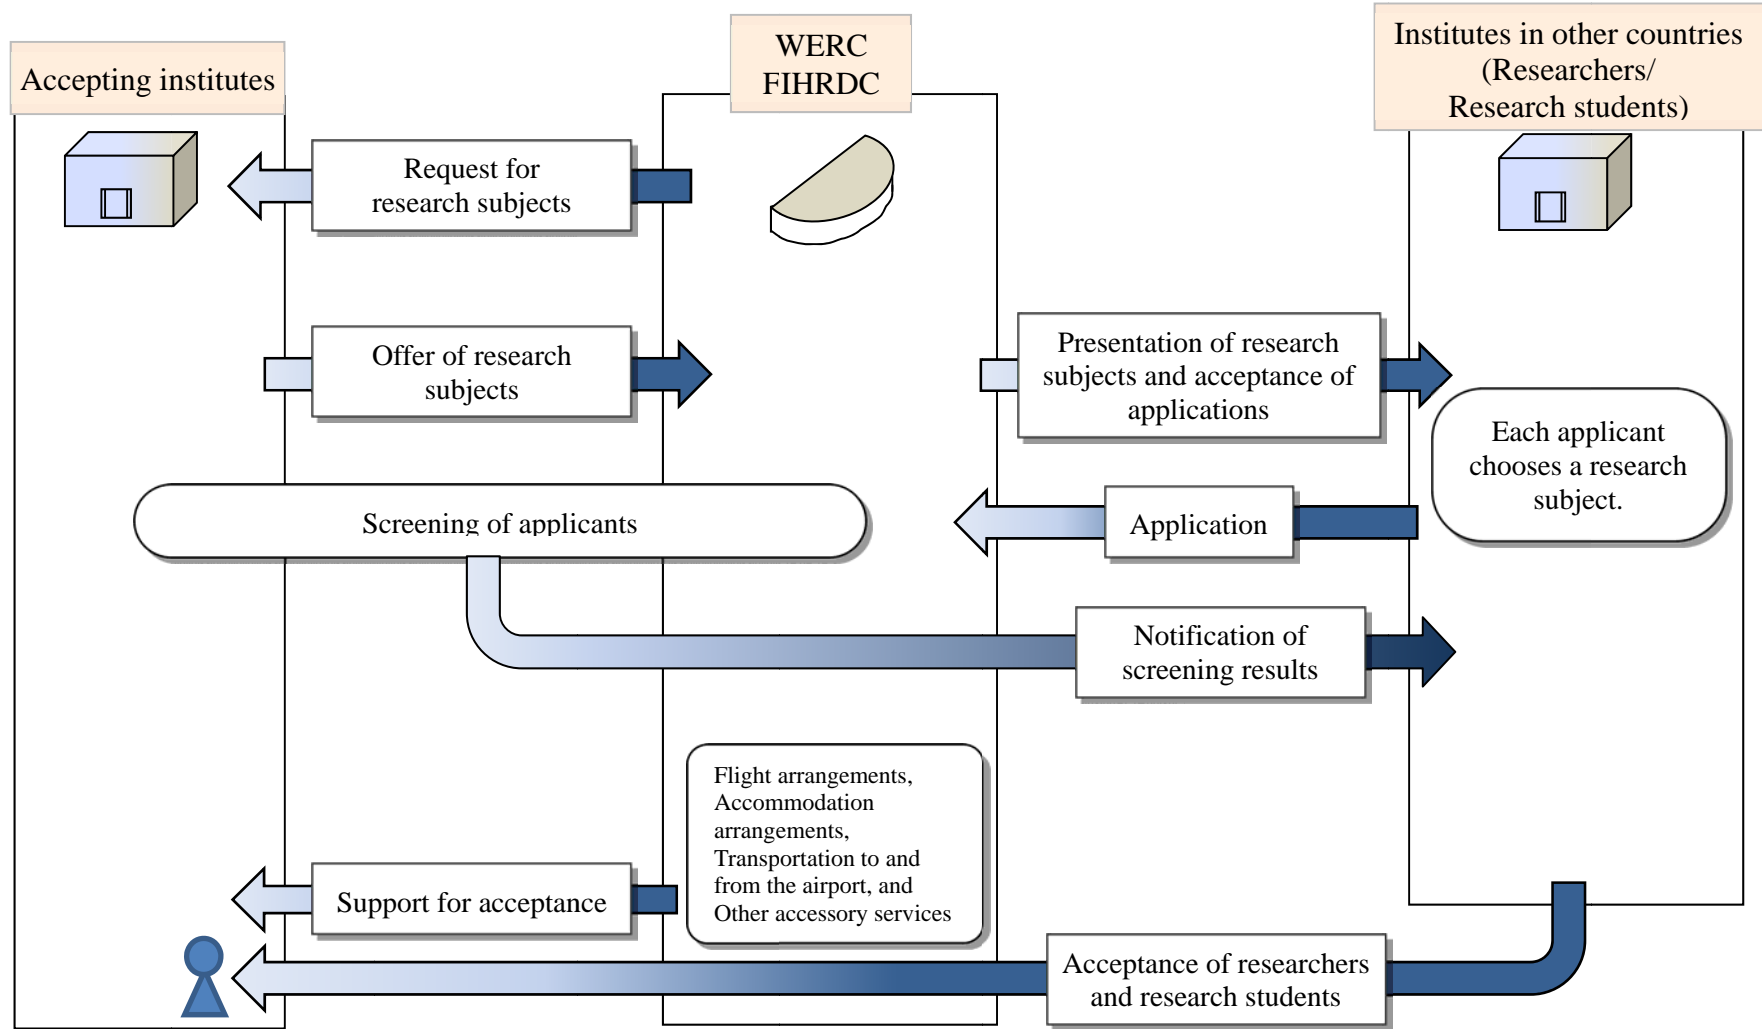 Accepting institutes
WERC
FIHRDC
Institutes in other countries
(Researchers/
Research students)
Request for
research subjects
Offer of research
subjects
Presentation of research
subjects and acceptance of
applications
Each applicant
chooses a research
subject.
Screening of applicants
Application
Notification of
screening results
Flight arrangements,
Accommodation
arrangements,
Transportation to and
from the airport, and
Other accessory services
Support for acceptance
Acceptance of researchers
and research students